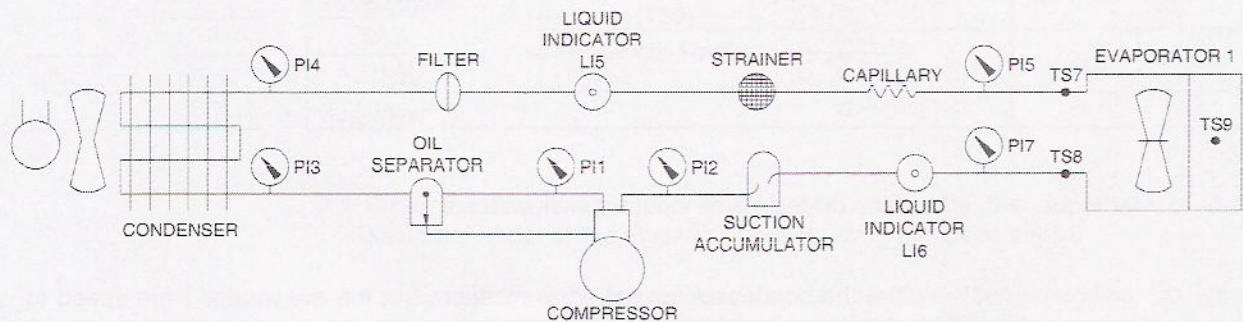 LIQUID
INDICATOR
LI5
PI4
FILTER
STRAINER
CAPILLARY
PI5
TS7
EVAPORATOR 1
TS9
PI3
OIL
SEPARATOR
PI1
PI2
PI7
TS8
CONDENSER
SUCTION
ACCUMULATOR
LIQUID
INDICATOR
LI6
COMPRESSOR